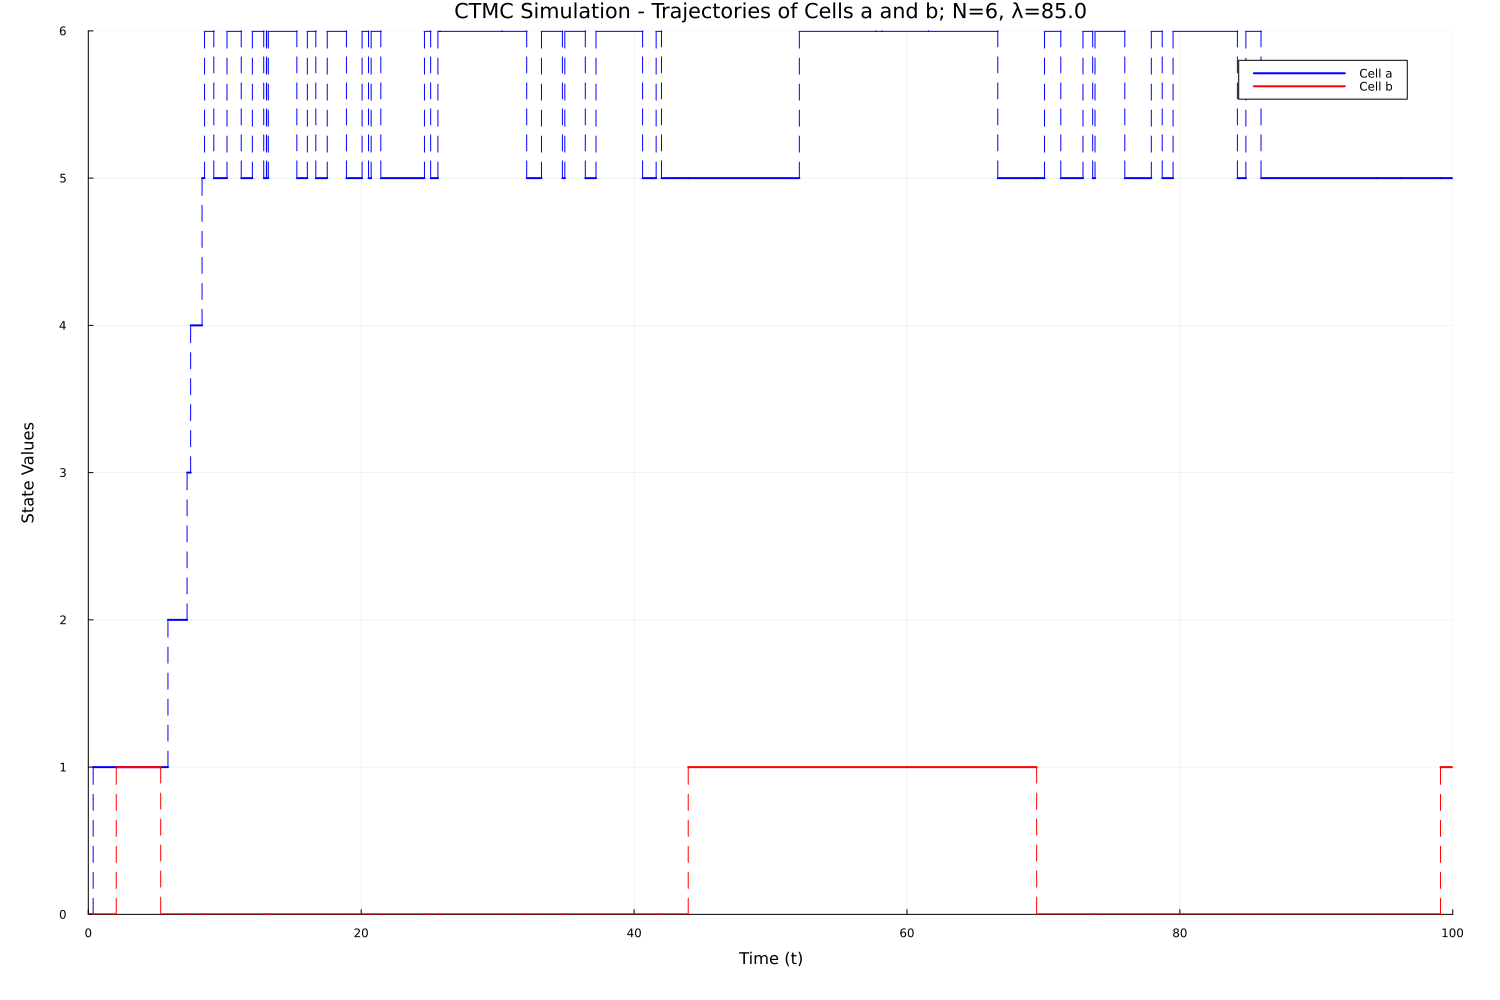 CTMC Simulation - Trajectories of Cells a and b; N=6, λ=85.0
6
5
4
3
2
1
0
State Values
Cell a
Cell b
0 20 40 60 80 100
Time (t)